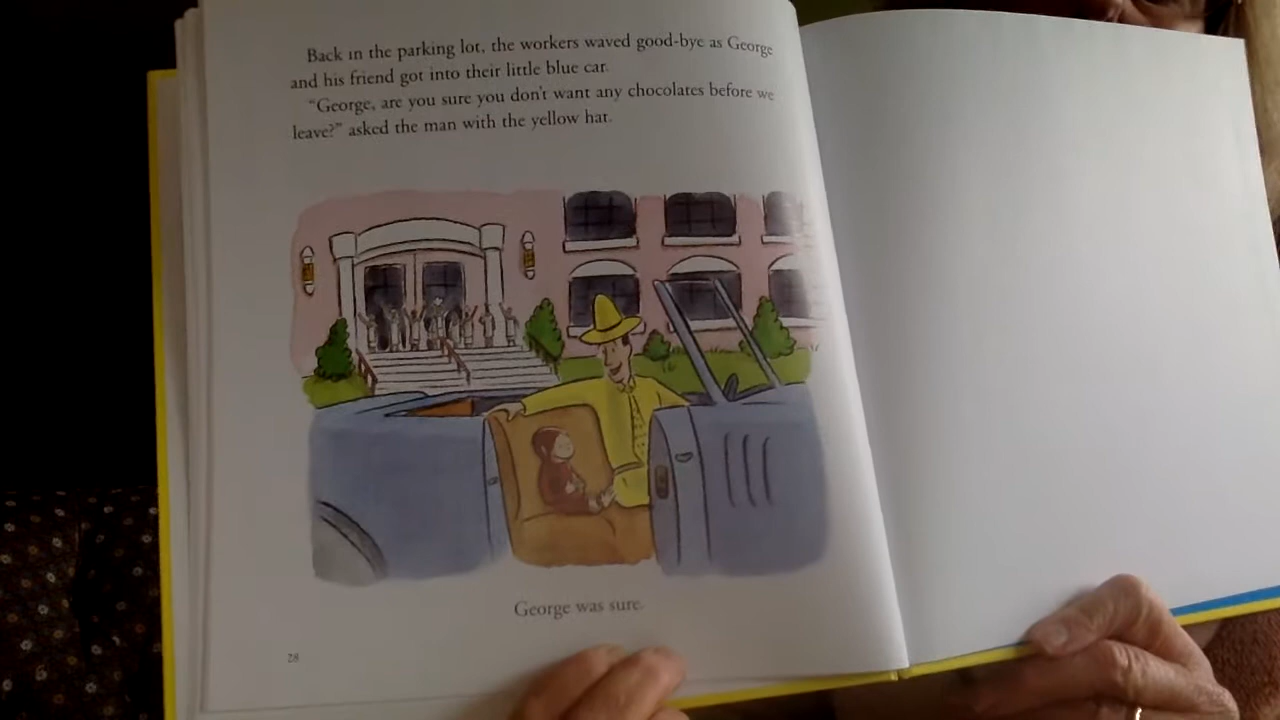 Back in the parking lot, the workers waved good-bye as George
and his friend got into their little blue car.
"George, are you sure you don't want any chocolates before we
leave?" asked the man with the yellow hat.
George was sure.
28